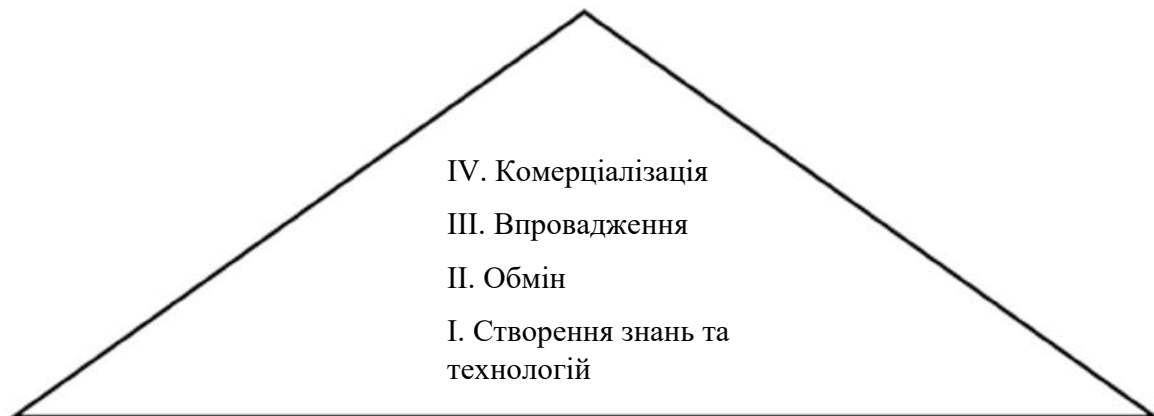 IV. Комерціалізація
III. Впровадження
II. Обмін
I. Створення знань та
технологій